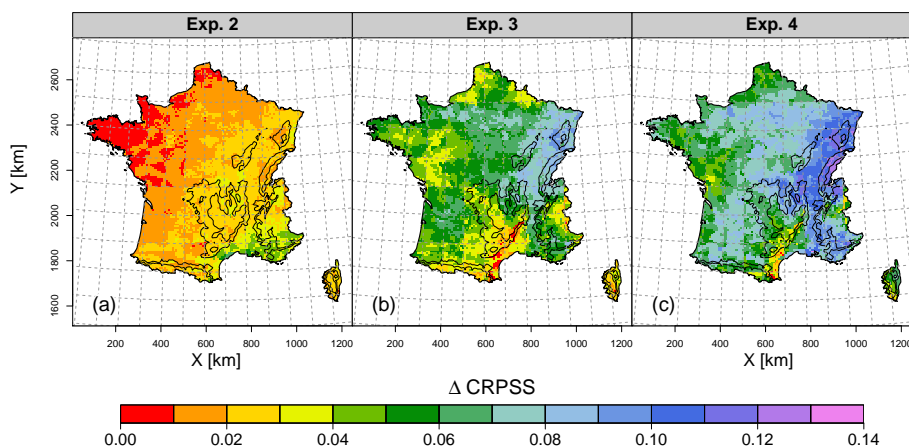 Exp. 2
Exp. 3
Exp. 4
Y [km]
2600
2400
2200
2000
1800
1600
(a)
(b)
(c)
200 400 600 800 1000 1200
200 400 600 800 1000 1200
200 400 600 800 1000 1200
X [km]
X [km]
Δ CRPSS
0.00 0.02 0.04 0.06 0.08 0.10 0.12 0.14